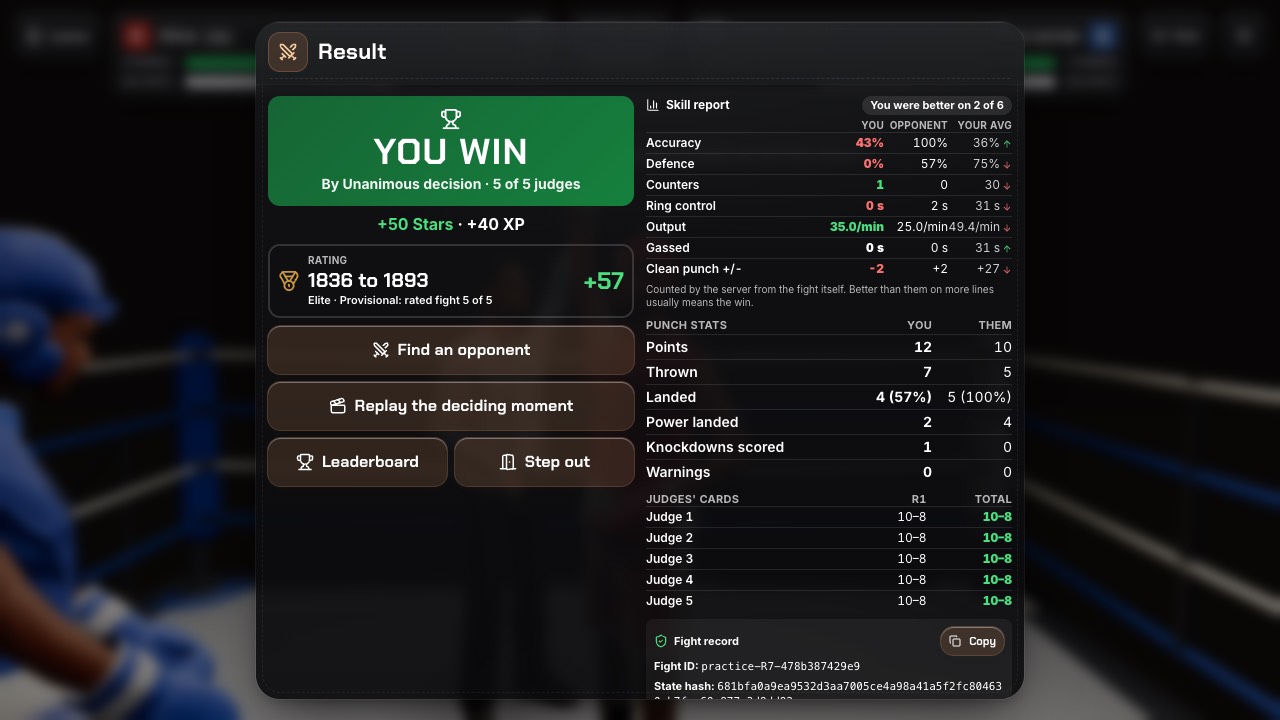 Result
YOU WIN
By Unanimous decision · 5 of 5 judges
+50 Stars · +40 XP
RATING
1836 to 1893
+57
Elite · Provisional: rated fight 5 of 5
Find an opponent
Replay the deciding moment
Leaderboard
Step out
Skill report
You were better on 2 of 6
YOU OPPONENT YOUR AVG
Accuracy 43% 100% 36% ↑
Defence 0% 57% 75% ↓
Counters 1 0 30 ↓
Ring control 0 s 2 s 31 s ↓
Output 35.0/min 25.0/min 49.4/min ↓
Gassed 0 s 0 s 31 s ↑
Clean punch +/- -2 +2 +27 ↓
Counted by the server from the fight itself. Better than them on more lines
usually means the win.
PUNCH STATS YOU THEM
Points 12 10
Thrown 7 5
Landed 4 (57%) 5 (100%)
Power landed 2 4
Knockdowns scored 1 0
Warnings 0 0
JUDGES' CARDS R1 TOTAL
Judge 1 10–8 10–8
Judge 2 10–8 10–8
Judge 3 10–8 10–8
Judge 4 10–8 10–8
Judge 5 10–8 10–8
Fight record
Copy
Fight ID: practice-R7-478b387429e9
State hash: 681bfa0a9ea9532d3aa7005ce4a98a41a5f2fc80463